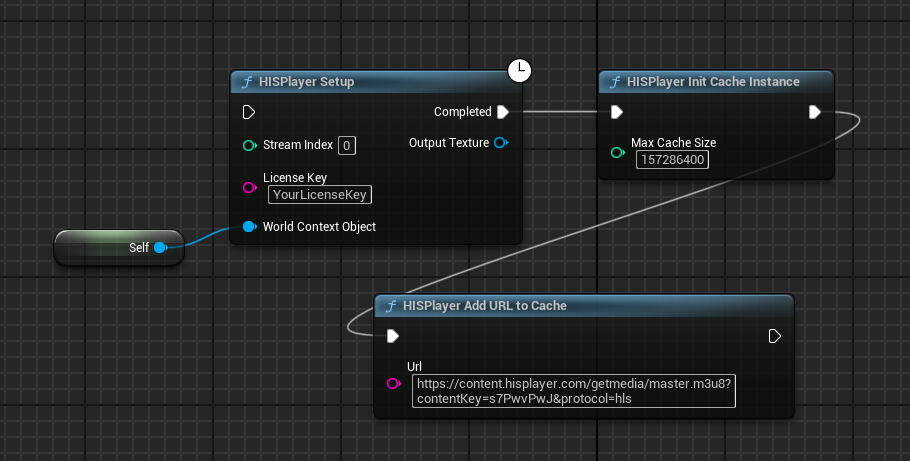 HISPlayer Setup
Completed
Stream Index 0
Output Texture
License Key
YourLicenseKey
World Context Object
Self
HISPlayer Init Cache Instance
Max Cache Size
157286400
HISPlayer Add URL to Cache
Url
https://content.hisplayer.com/getmedia/master.m3u8?
contentKey=s7PwvPwJ&protocol=hls